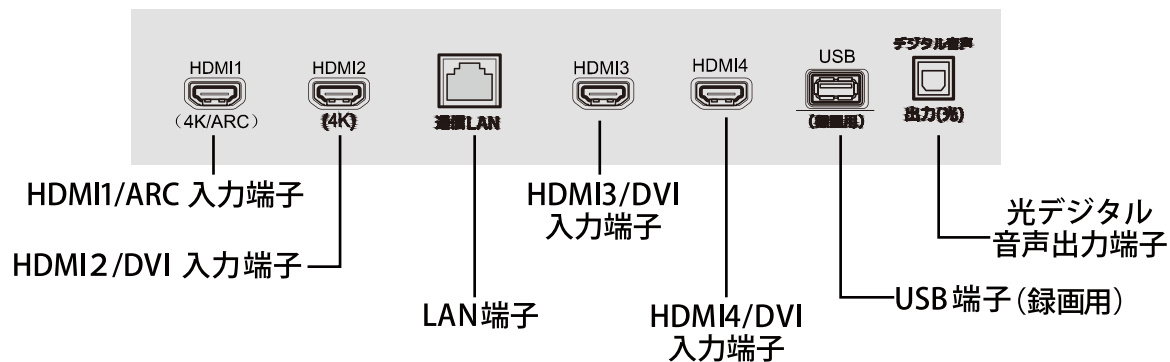 デジタル音声
HDMI1
HDMI2
HDMI3
HDMI4
USB
(4K/ARC)
(4K)
通信LAN
(録画用)
出力(光)
HDMI1/ARC 入力端子
HDMI3/DVI
入力端子
光デジタル
音声出力端子
HDMI2/DVI 入力端子
LAN端子
HDMI4/DVI
入力端子
USB端子(録画用)